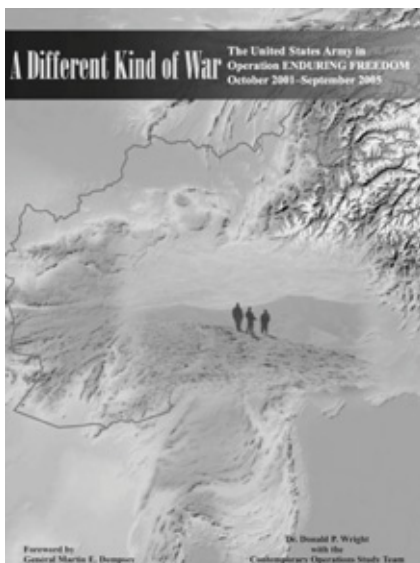 A Different Kind of War
The United States Army in
Operation ENDURING FREEDOM
October 2001–September 2005
Foreword by
General Martin E. Dempsey
Dr. Donald P. Wright
with the
Contemporary Operations Study Team